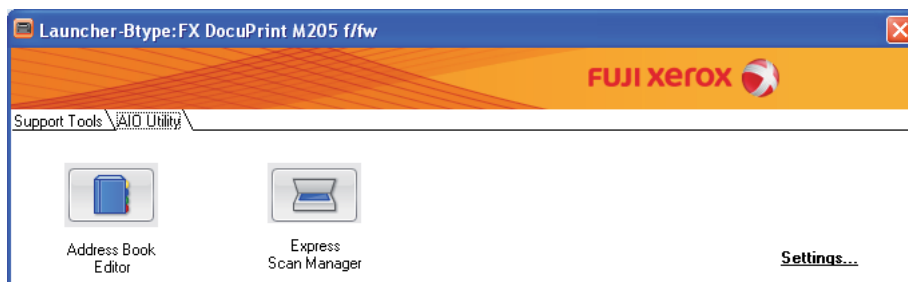 Launcher-Btype:FX DocuPrint M205 f/fw
FUJI xerox
Support Tools AIO Utility
Address Book
Editor
Express
Scan Manager
Settings...